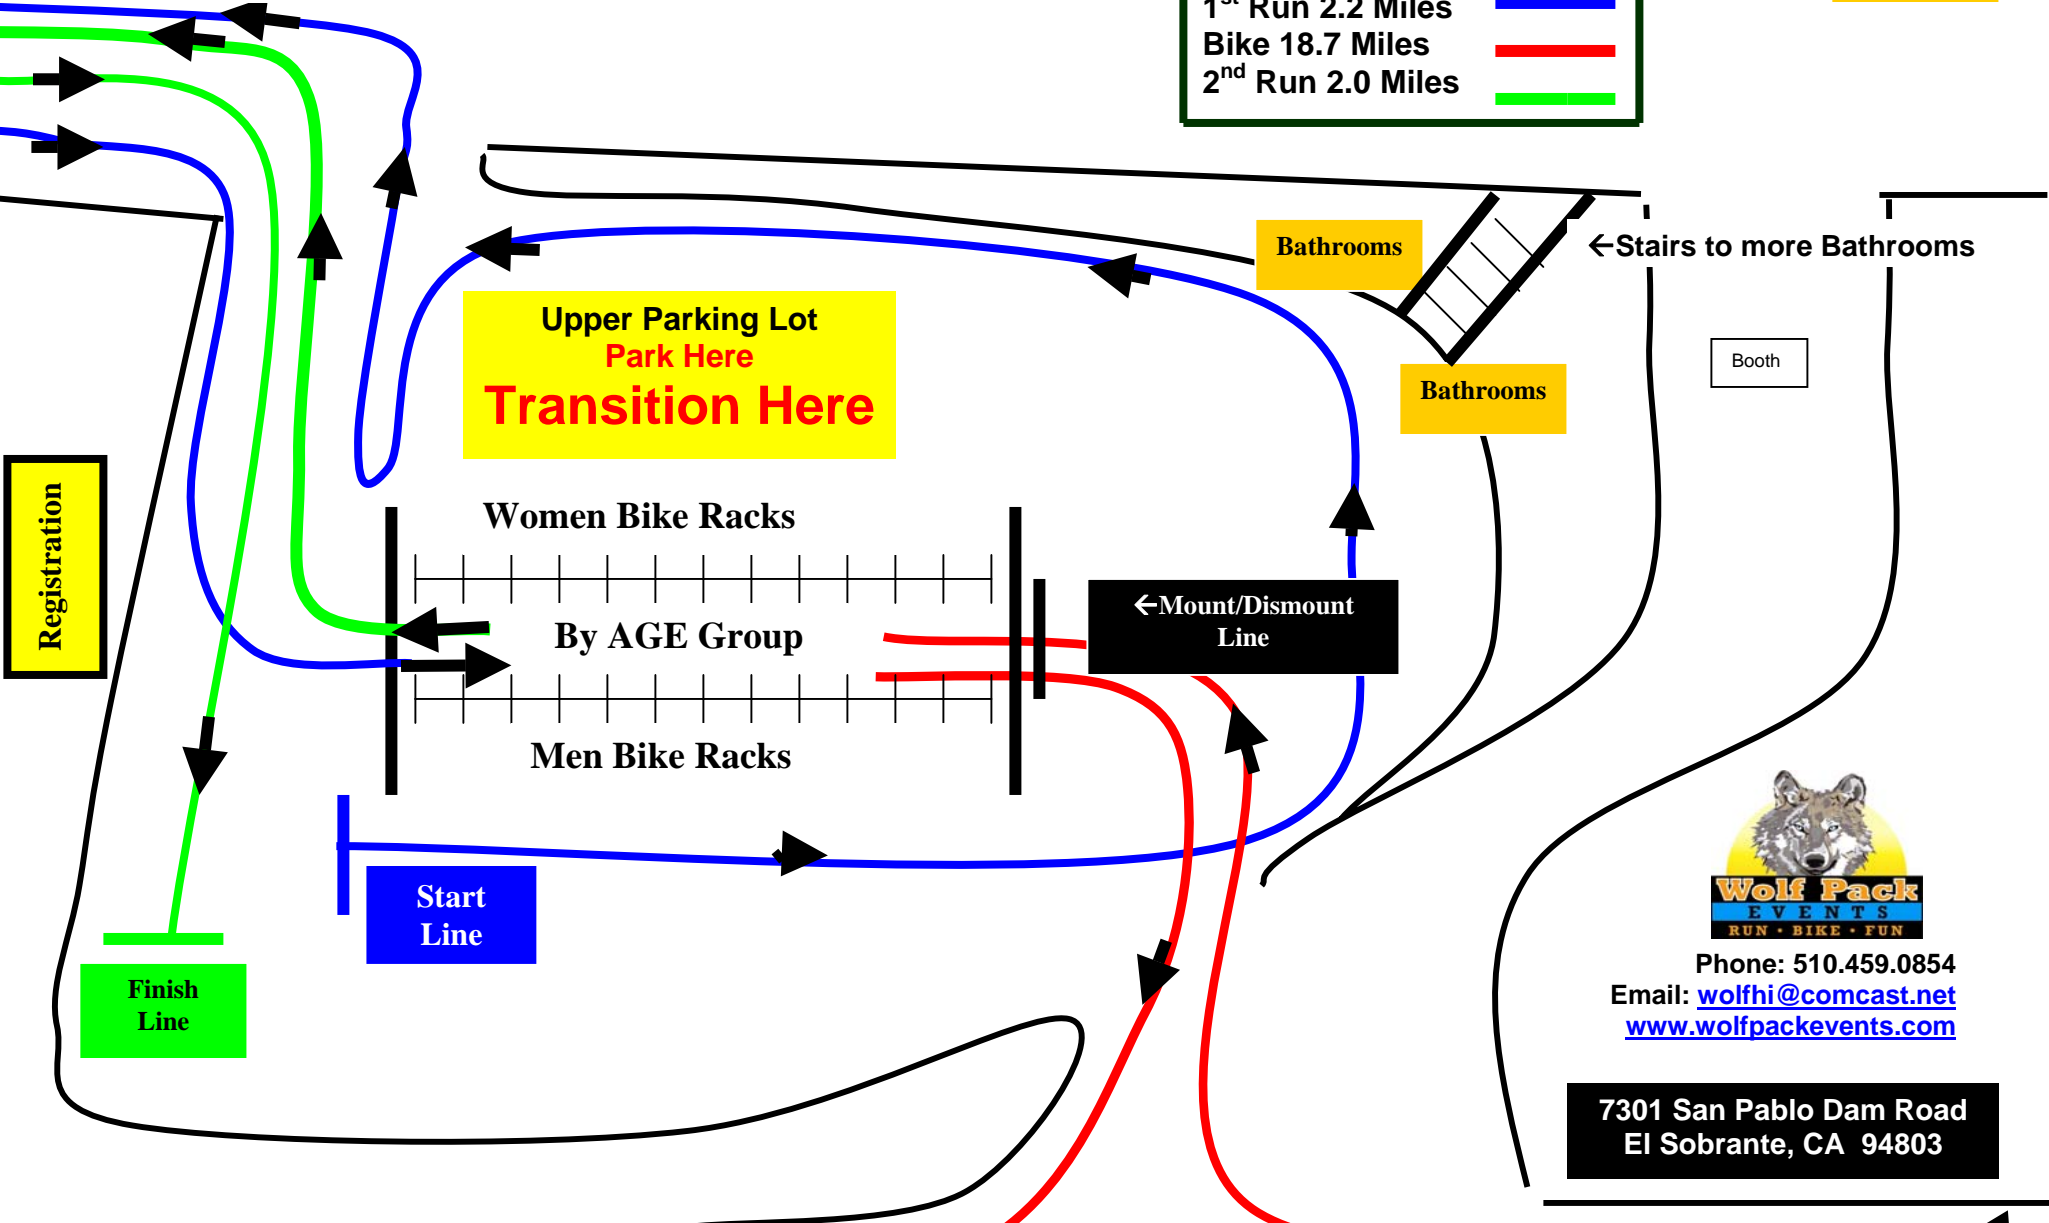 1st Run 2.2 Miles
Bike 18.7 Miles
2nd Run 2.0 Miles
Bathrooms
←Stairs to more Bathrooms
Upper Parking Lot
Park Here
Transition Here
Booth
Bathrooms
Registration
Women Bike Racks
By AGE Group
Men Bike Racks
←Mount/Dismount
Line
Start
Line
Finish
Line
Wolf Pack
EVENTS
RUN • BIKE • FUN
Phone: 510.459.0854
Email: wolfhi@comcast.net
www.wolfpackevents.com
7301 San Pablo Dam Road
El Sobrante, CA  94803